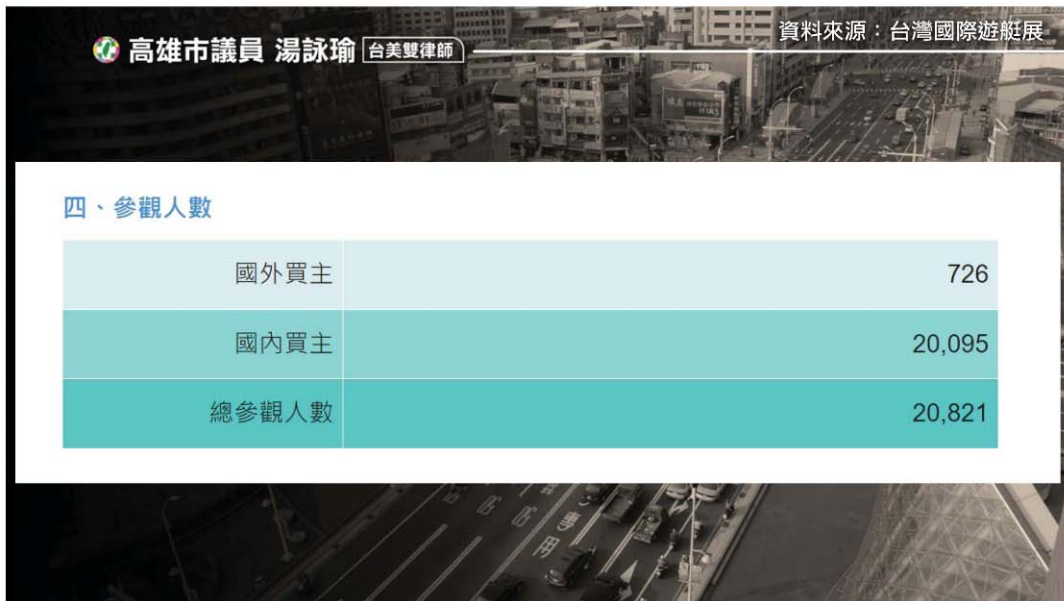 高雄市議員 湯詠瑜 台美雙律師
資料來源：台灣國際遊艇展
四、參觀人數
國外買主 726
國內買主 20,095
總參觀人數 20,821